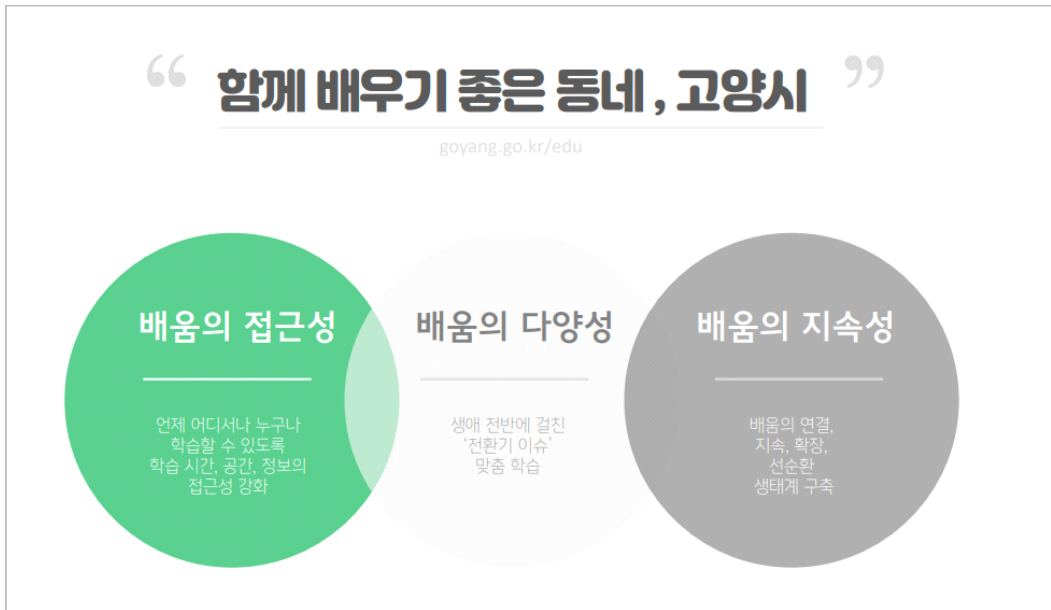 “ 함께 배우기 좋은 동네 , 고양시 ”
goyang.go.kr/edu
배움의 접근성
언제 어디서나 누구나
학습할 수 있도록
학습 시간, 공간, 정보의
접근성 강화
배움의 다양성
생애 전반에 걸친
‘전환기 이슈’
맞춤 학습
배움의 지속성
배움의 연결,
지속, 확장,
선순환
생태계 구축